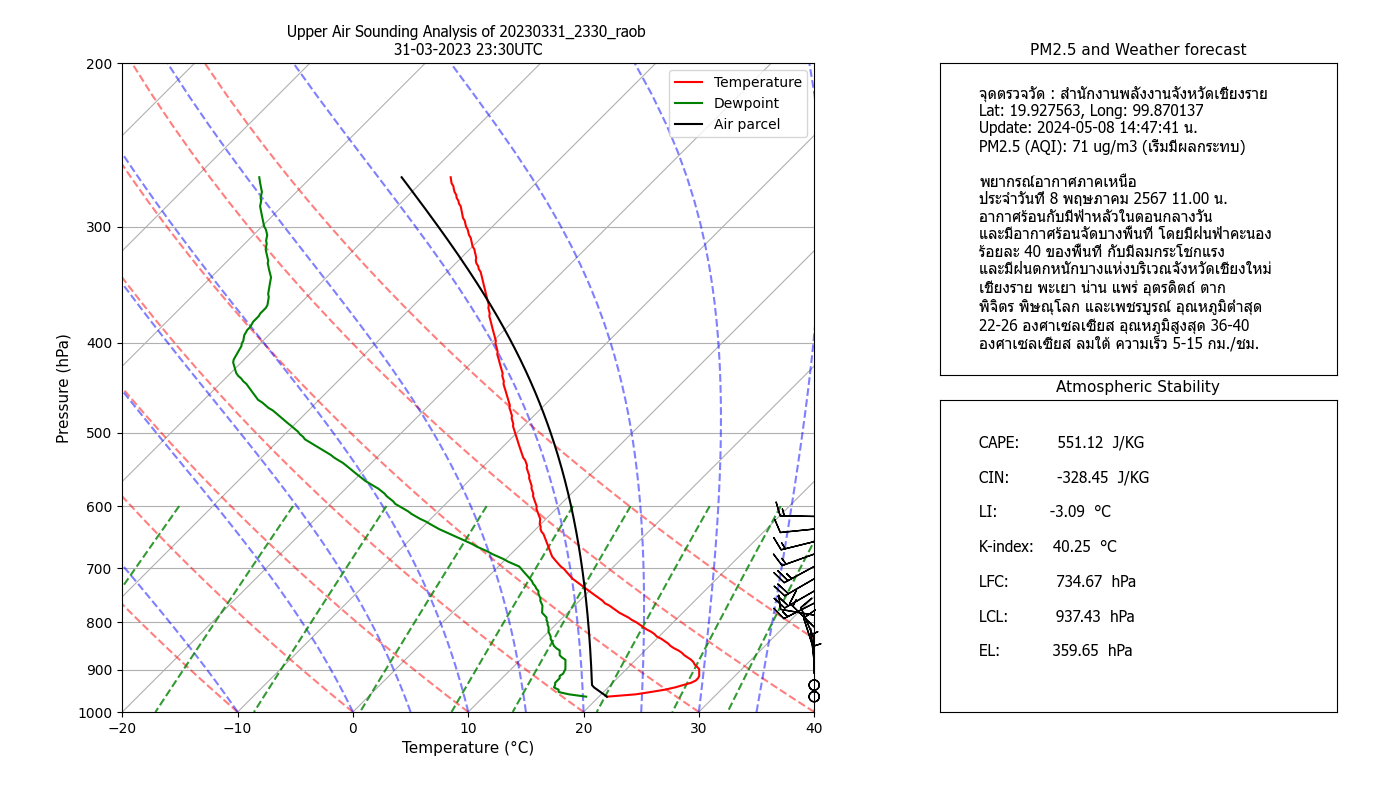 Upper Air Sounding Analysis of 20230331_2330_raob
31-03-2023 23:30UTC
Temperature
Dewpoint
Air parcel
200
300
400
500
600
700
800
900
1000
Pressure (hPa)
−20 −10 0 10 20 30 40
Temperature (°C)
PM2.5 and Weather forecast
จุดตรวจวัด : สำนักงานพลังงานจังหวัดเชียงราย
Lat: 19.927563, Long: 99.870137
Update: 2024-05-08 14:47:41 น.
PM2.5 (AQI): 71 ug/m3 (เริ่มมีผลกระทบ)
พยากรณ์อากาศภาคเหนือ
ประจำวันที่ 8 พฤษภาคม 2567 11.00 น.
อากาศร้อนกับมีฟ้าหลัวในตอนกลางวัน
และมีอากาศร้อนจัดบางพื้นที่ โดยมีฝนฟ้าคะนอง
ร้อยละ 40 ของพื้นที่ กับมีลมกระโชกแรง
และมีฝนตกหนักบางแห่งบริเวณจังหวัดเชียงใหม่
เชียงราย พะเยา น่าน แพร่ อุตรดิตถ์ ตาก
พิจิตร พิษณุโลก และเพชรบูรณ์ อุณหภูมิต่ำสุด
22-26 องศาเซลเซียส อุณหภูมิสูงสุด 36-40
องศาเซลเซียส ลมใต้ ความเร็ว 5-15 กม./ชม.
Atmospheric Stability
CAPE: 551.12 J/KG
CIN: -328.45 J/KG
LI: -3.09 °C
K-index: 40.25 °C
LFC: 734.67 hPa
LCL: 937.43 hPa
EL: 359.65 hPa